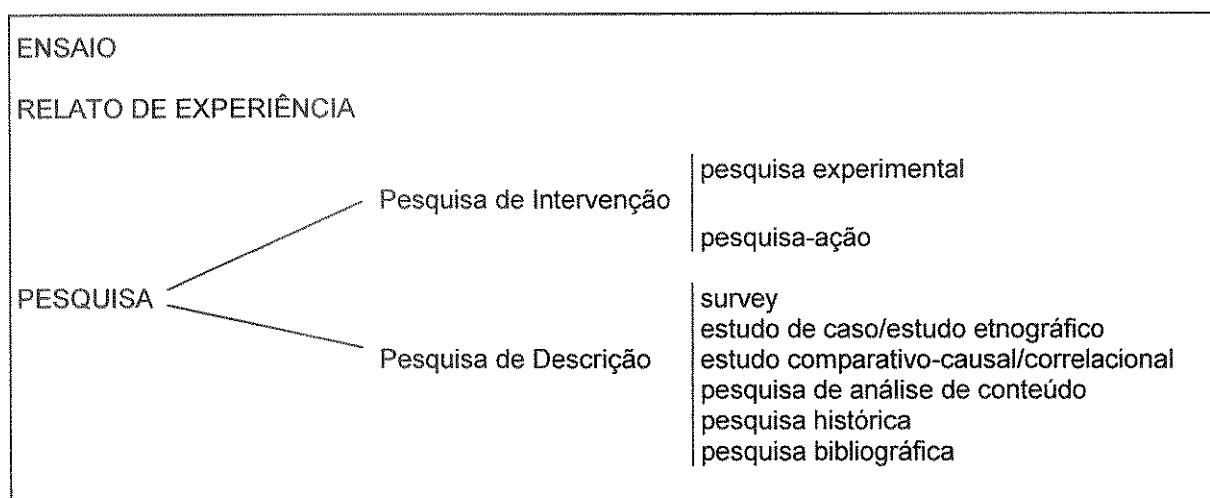 ENSAIO
RELATO DE EXPERIÊNCIA
PESQUISA
Pesquisa de Intervenção
pesquisa experimental
pesquisa-ação
Pesquisa de Descrição
survey
estudo de caso/estudo etnográfico
estudo comparativo-causal/correlacional
pesquisa de análise de conteúdo
pesquisa histórica
pesquisa bibliográfica